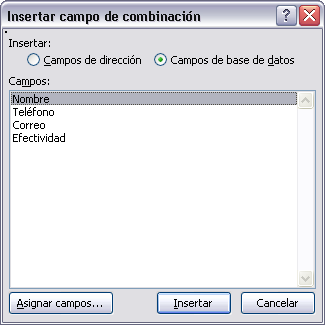 Insertar campo de combinación
Insertar:
Campos de dirección Campos de base de datos
Campos:
Nombre
Teléfono
Correo
Efectividad
Asignar campos... Insertar Cancelar